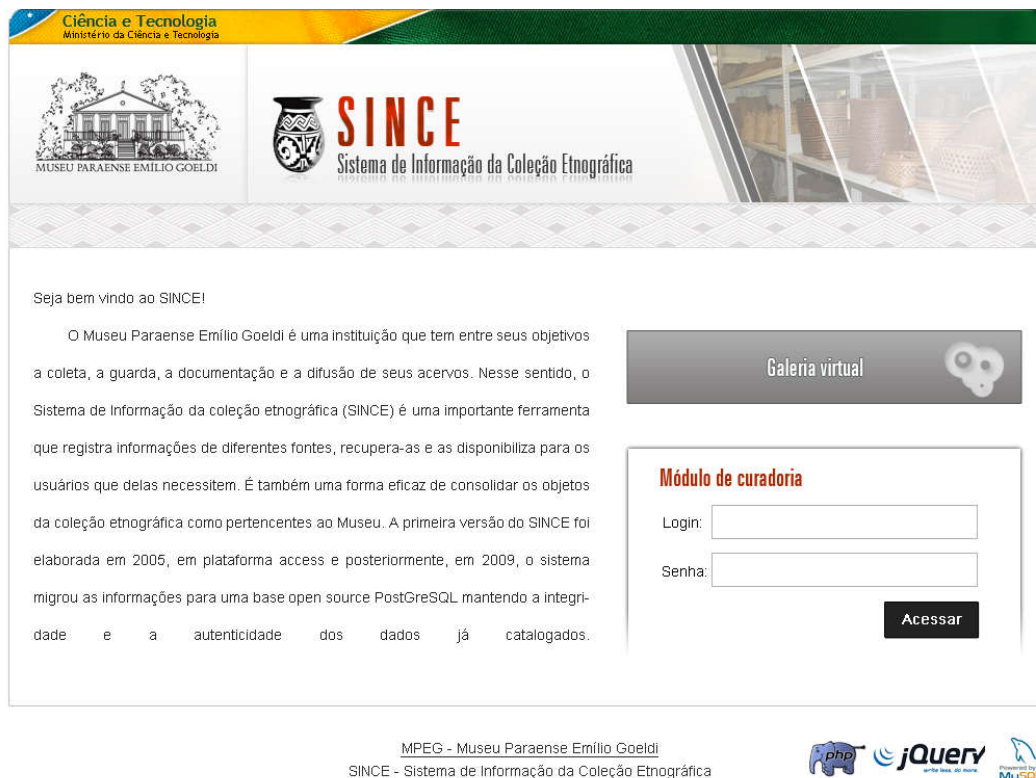 Ciência e Tecnologia
Ministério da Ciência e Tecnologia
MUSEU PARAENSE EMÍLIO GOELDI
SINCE
Sistema de Informação da Coleção Etnográfica
Seja bem vindo ao SINCE!
O Museu Paraense Emílio Goeldi é uma instituição que tem entre seus objetivos
a coleta, a guarda, a documentação e a difusão de seus acervos. Nesse sentido, o
Sistema de Informação da coleção etnográfica (SINCE) é uma importante ferramenta
que registra informações de diferentes fontes, recupera-as e as disponibiliza para os
usuários que delas necessitem. É também uma forma eficaz de consolidar os objetos
da coleção etnográfica como pertencentes ao Museu. A primeira versão do SINCE foi
elaborada em 2005, em plataforma access e posteriormente, em 2009, o sistema
migrou as informações para uma base open source PostGreSQL mantendo a integri-
dade e a autenticidade dos dados já catalogados.
Galeria virtual
Módulo de curadoria
Login:
Senha:
Acessar
MPEG - Museu Paraense Emílio Goeldi
SINCE - Sistema de Informação da Coleção Etnográfica
php
jQuery
write less, do more.
Powered by